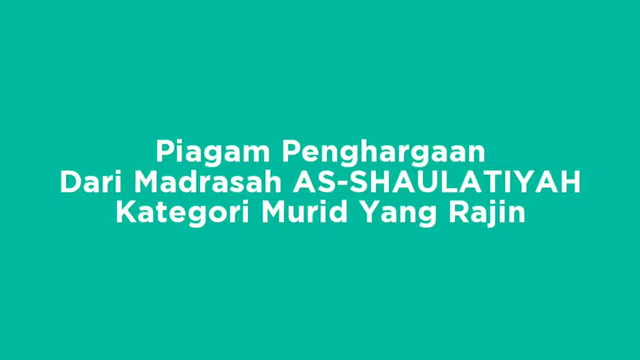 Piagam Penghargaan
Dari Madrasah AS-SHAULATIYAH
Kategori Murid Yang Rajin